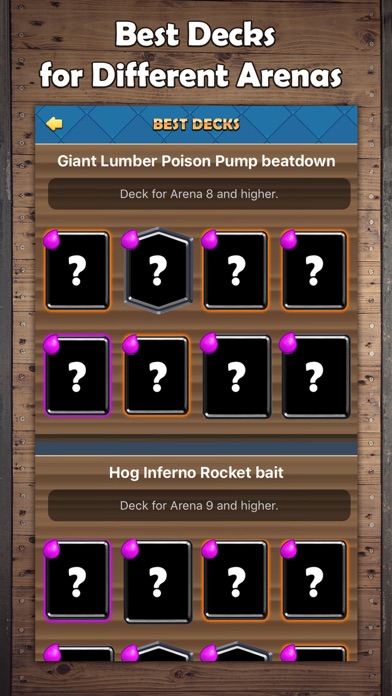 Best Decks
for Different Arenas
BEST DECKS
Giant Lumber Poison Pump beatdown
Deck for Arena 8 and higher.
? ? ? ?
? ? ? ?
Hog Inferno Rocket bait
Deck for Arena 9 and higher.
? ? ? ?